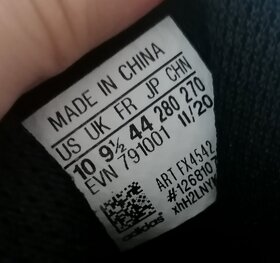 MADE IN CHINA
US UK FR JP CHN
10 9½ 44 280 270
EVN 791001 11/20
ART FX4542
#126810
adidas